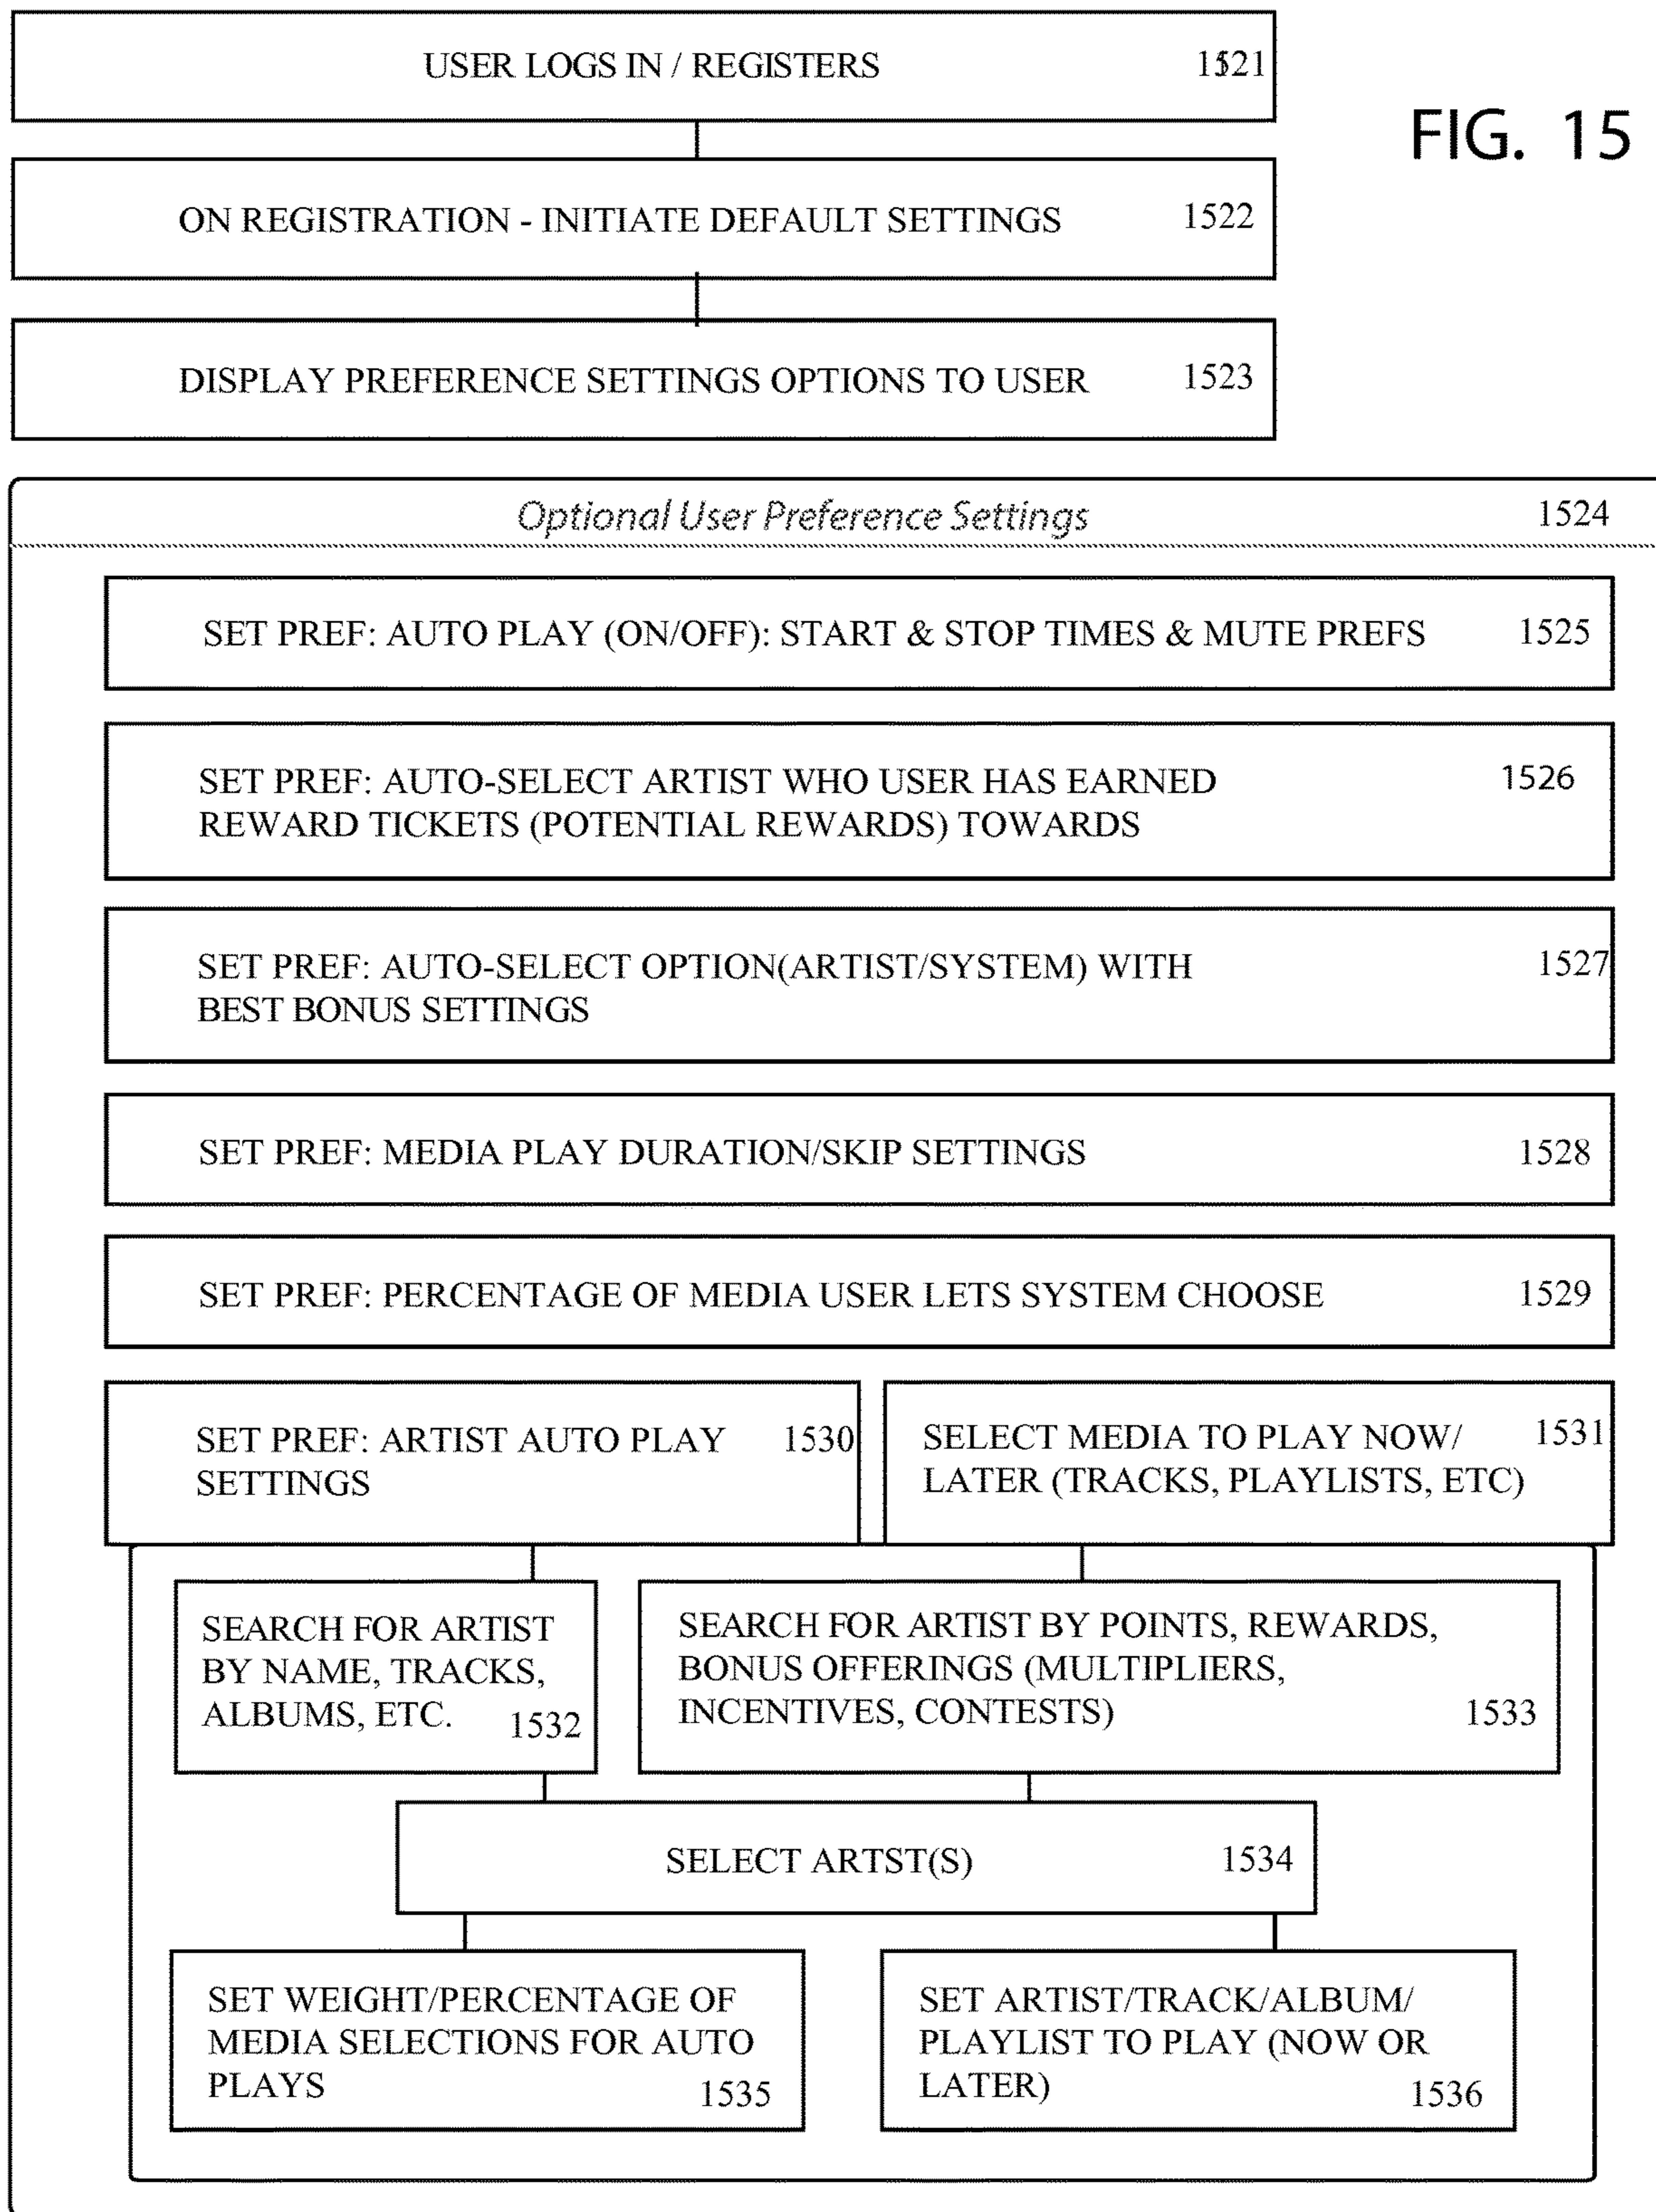 USER LOGS IN / REGISTERS 1521
FIG. 15
ON REGISTRATION - INITIATE DEFAULT SETTINGS 1522
DISPLAY PREFERENCE SETTINGS OPTIONS TO USER 1523
Optional User Preference Settings 1524
SET PREF: AUTO PLAY (ON/OFF): START & STOP TIMES & MUTE PREFS 1525
SET PREF: AUTO-SELECT ARTIST WHO USER HAS EARNED 1526
REWARD TICKETS (POTENTIAL REWARDS) TOWARDS
SET PREF: AUTO-SELECT OPTION(ARTIST/SYSTEM) WITH 1527
BEST BONUS SETTINGS
SET PREF: MEDIA PLAY DURATION/SKIP SETTINGS 1528
SET PREF: PERCENTAGE OF MEDIA USER LETS SYSTEM CHOOSE 1529
SET PREF: ARTIST AUTO PLAY 1530
SETTINGS
SELECT MEDIA TO PLAY NOW/ 1531
LATER (TRACKS, PLAYLISTS, ETC)
SEARCH FOR ARTIST
BY NAME, TRACKS,
ALBUMS, ETC. 1532
SEARCH FOR ARTIST BY POINTS, REWARDS,
BONUS OFFERINGS (MULTIPLIERS,
INCENTIVES, CONTESTS) 1533
SELECT ARTST(S) 1534
SET WEIGHT/PERCENTAGE OF
MEDIA SELECTIONS FOR AUTO
PLAYS 1535
SET ARTIST/TRACK/ALBUM/
PLAYLIST TO PLAY (NOW OR
LATER) 1536